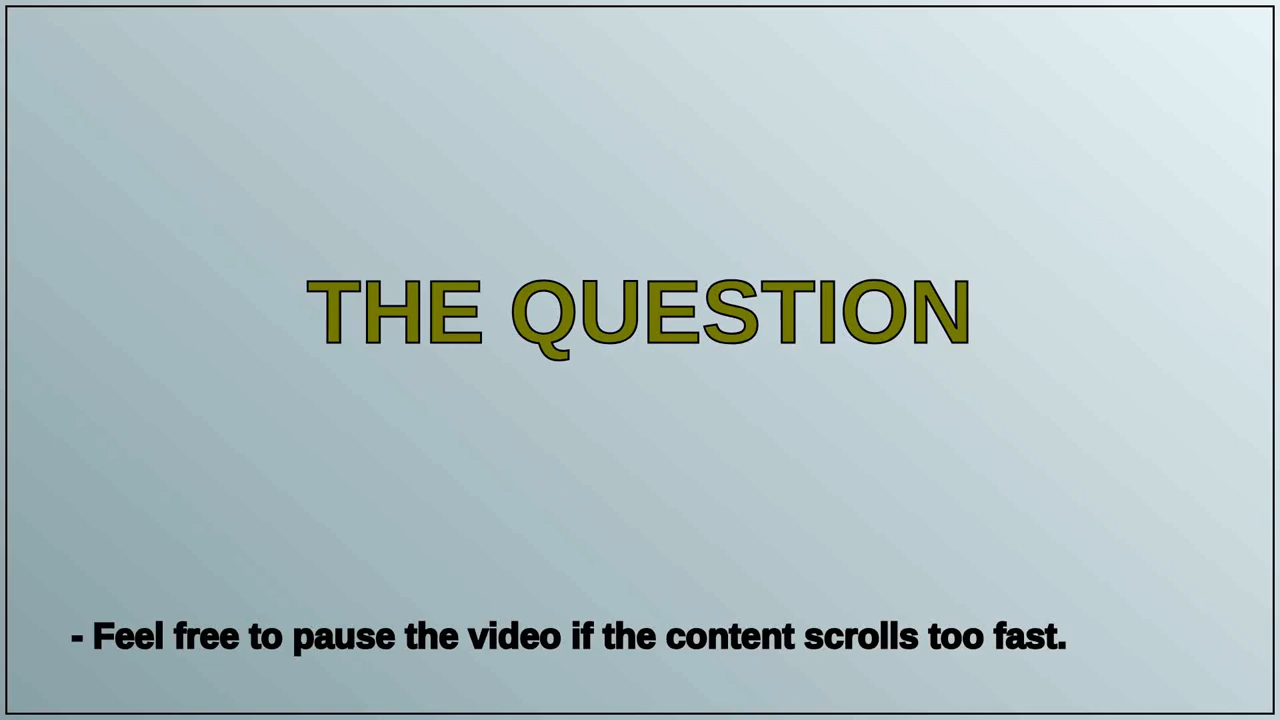 THE QUESTION
- Feel free to pause the video if the content scrolls too fast.